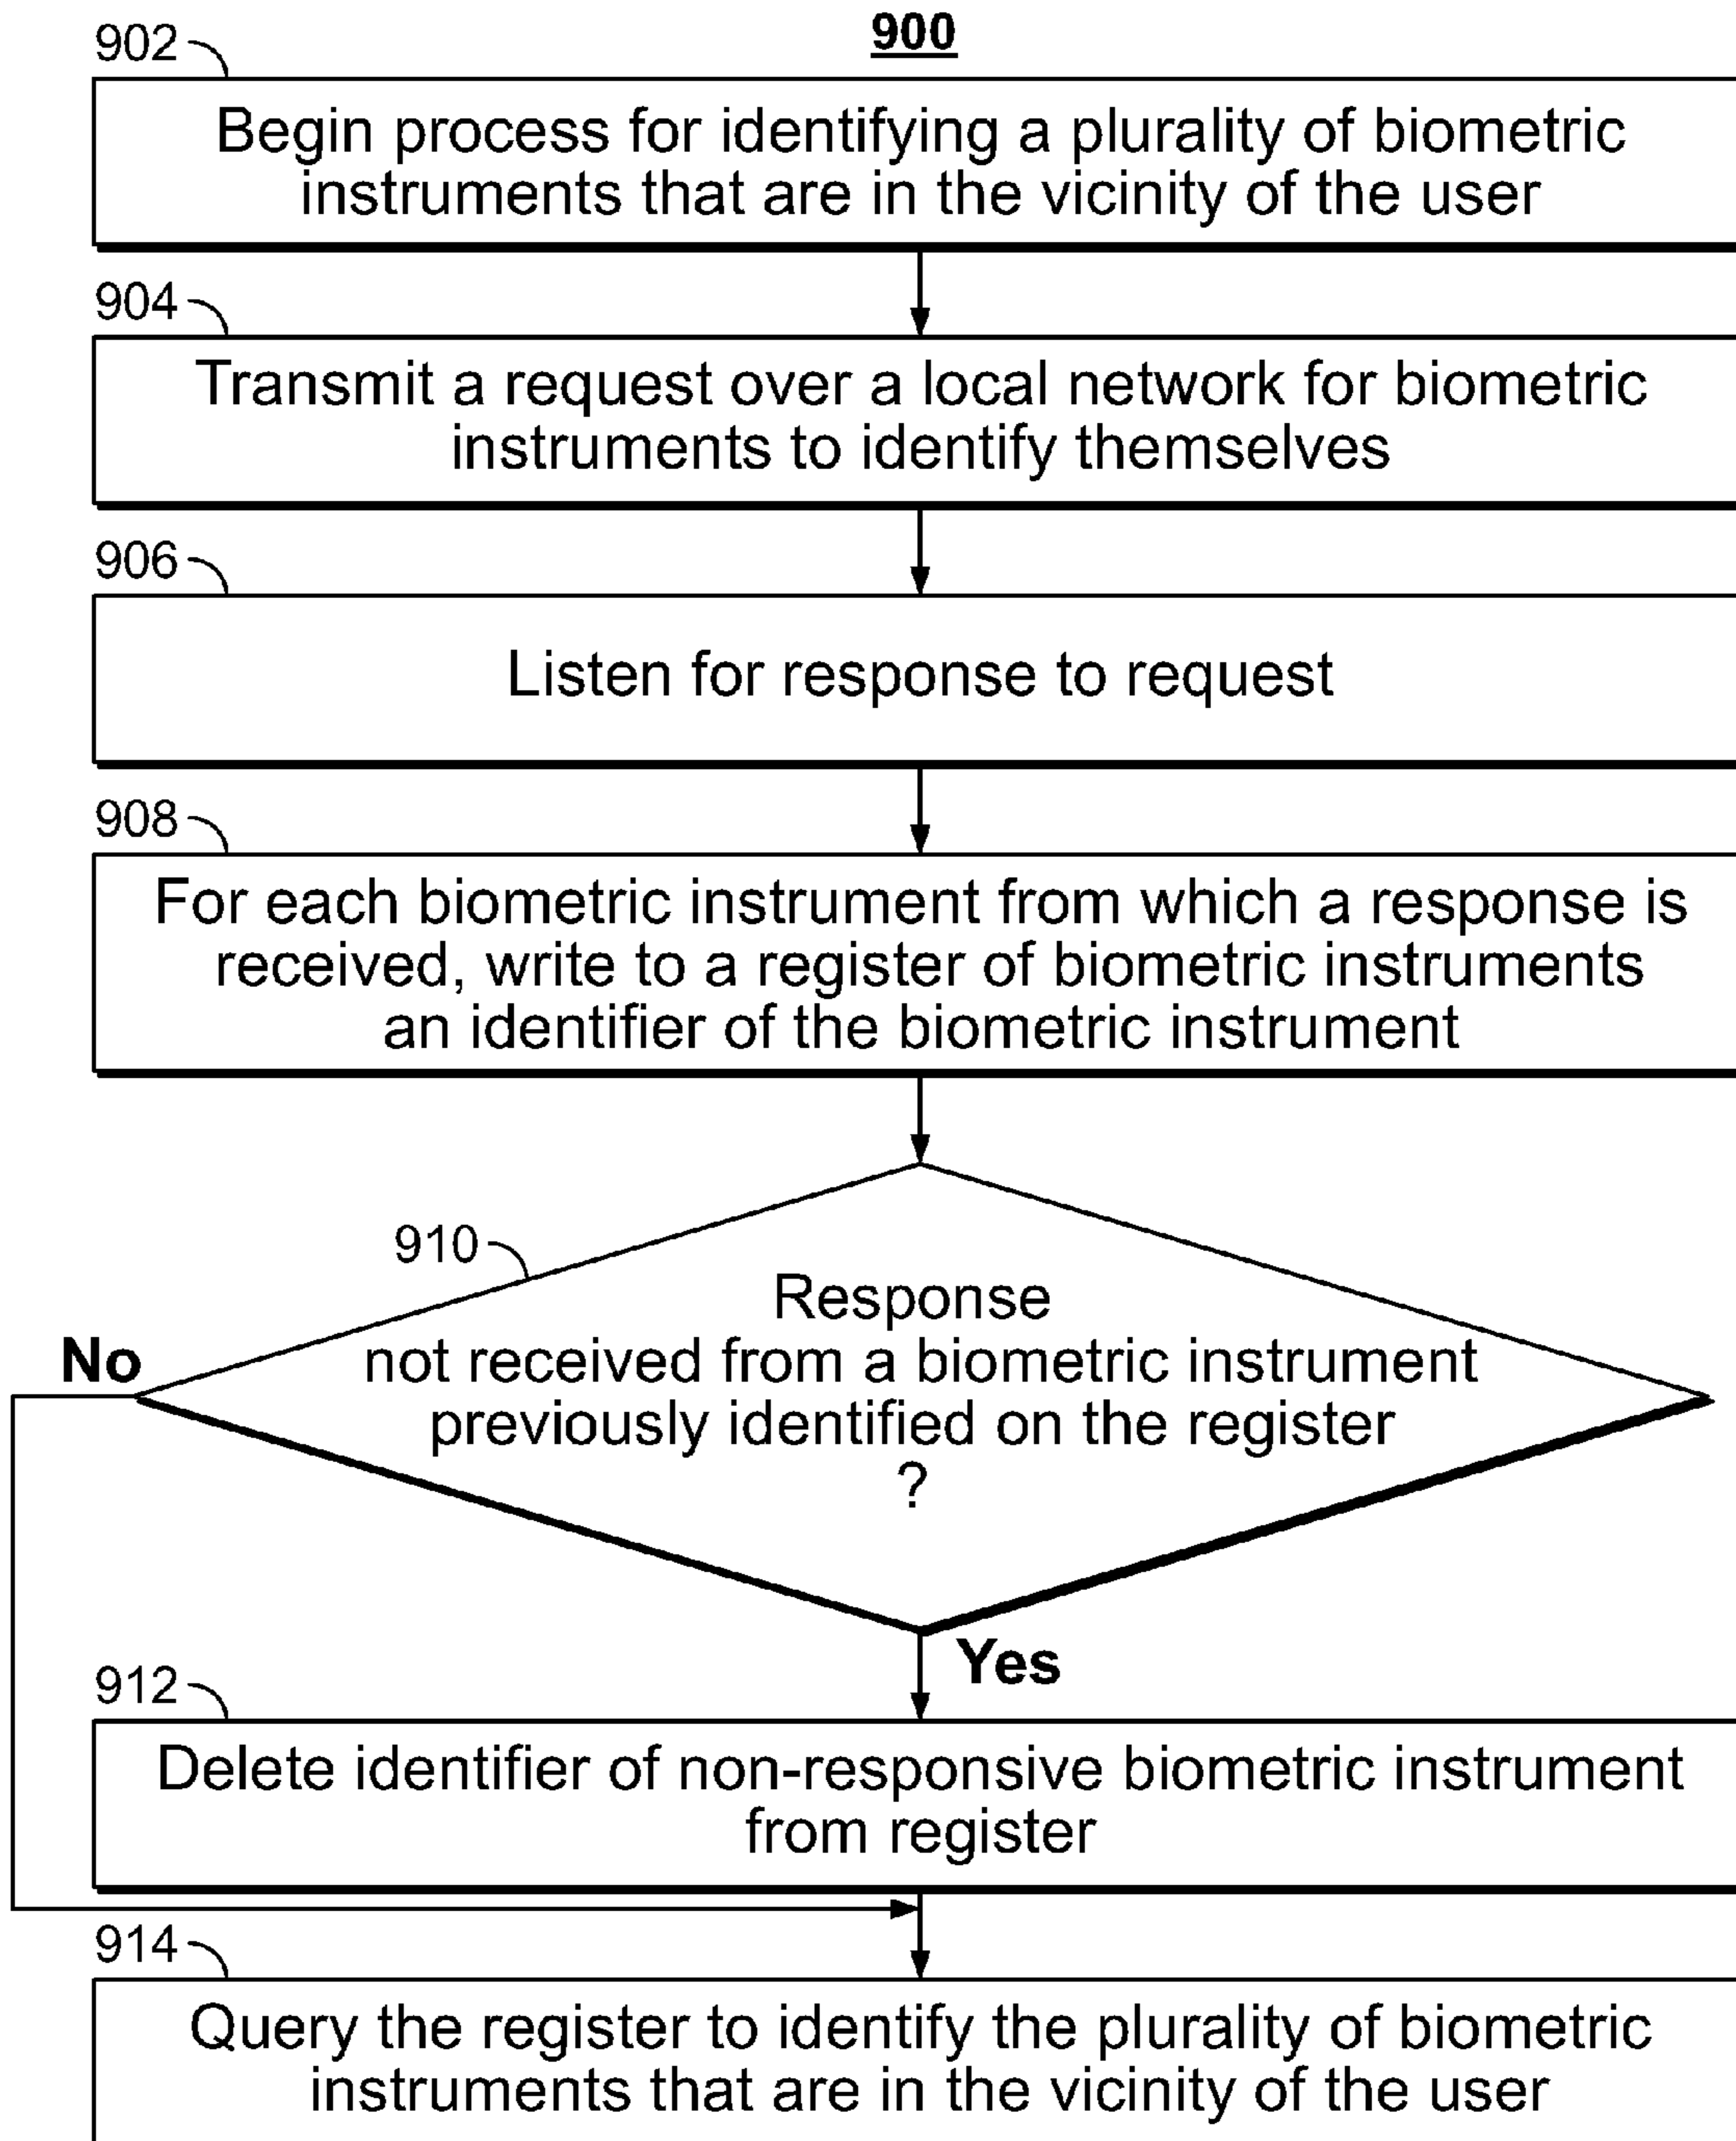 900
902
Begin process for identifying a plurality of biometric
instruments that are in the vicinity of the user
904
Transmit a request over a local network for biometric
instruments to identify themselves
906
Listen for response to request
908
For each biometric instrument from which a response is
received, write to a register of biometric instruments
an identifier of the biometric instrument
910
Response
not received from a biometric instrument
previously identified on the register
?
No
Yes
912
Delete identifier of non-responsive biometric instrument
from register
914
Query the register to identify the plurality of biometric
instruments that are in the vicinity of the user